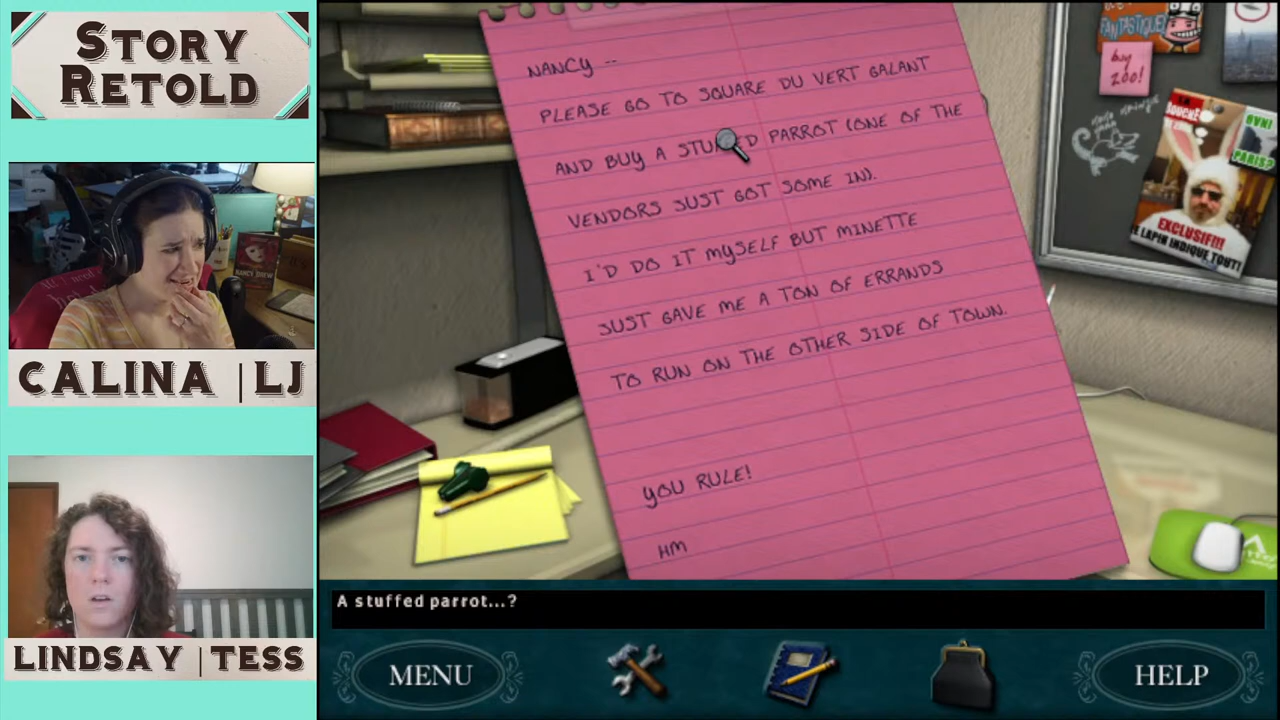 STORY
RETOLD
CALINA | LJ
LINDSAY | TESS
NANCY --
PLEASE GO TO SQUARE DU VERT GALANT
AND BUY A STUFFED PARROT (ONE OF THE
VENDORS JUST GOT SOME IN).
I'D DO IT MYSELF BUT MINETTE
JUST GAVE ME A TON OF ERRANDS
TO RUN ON THE OTHER SIDE OF TOWN.
YOU RULE!
HM
FANTASTIQUE!
buy
200!
EXCLUSIF!!!
LE LAPIN INDIQUE TOUT!
NANCY DREW
A stuffed parrot...?
MENU
HELP